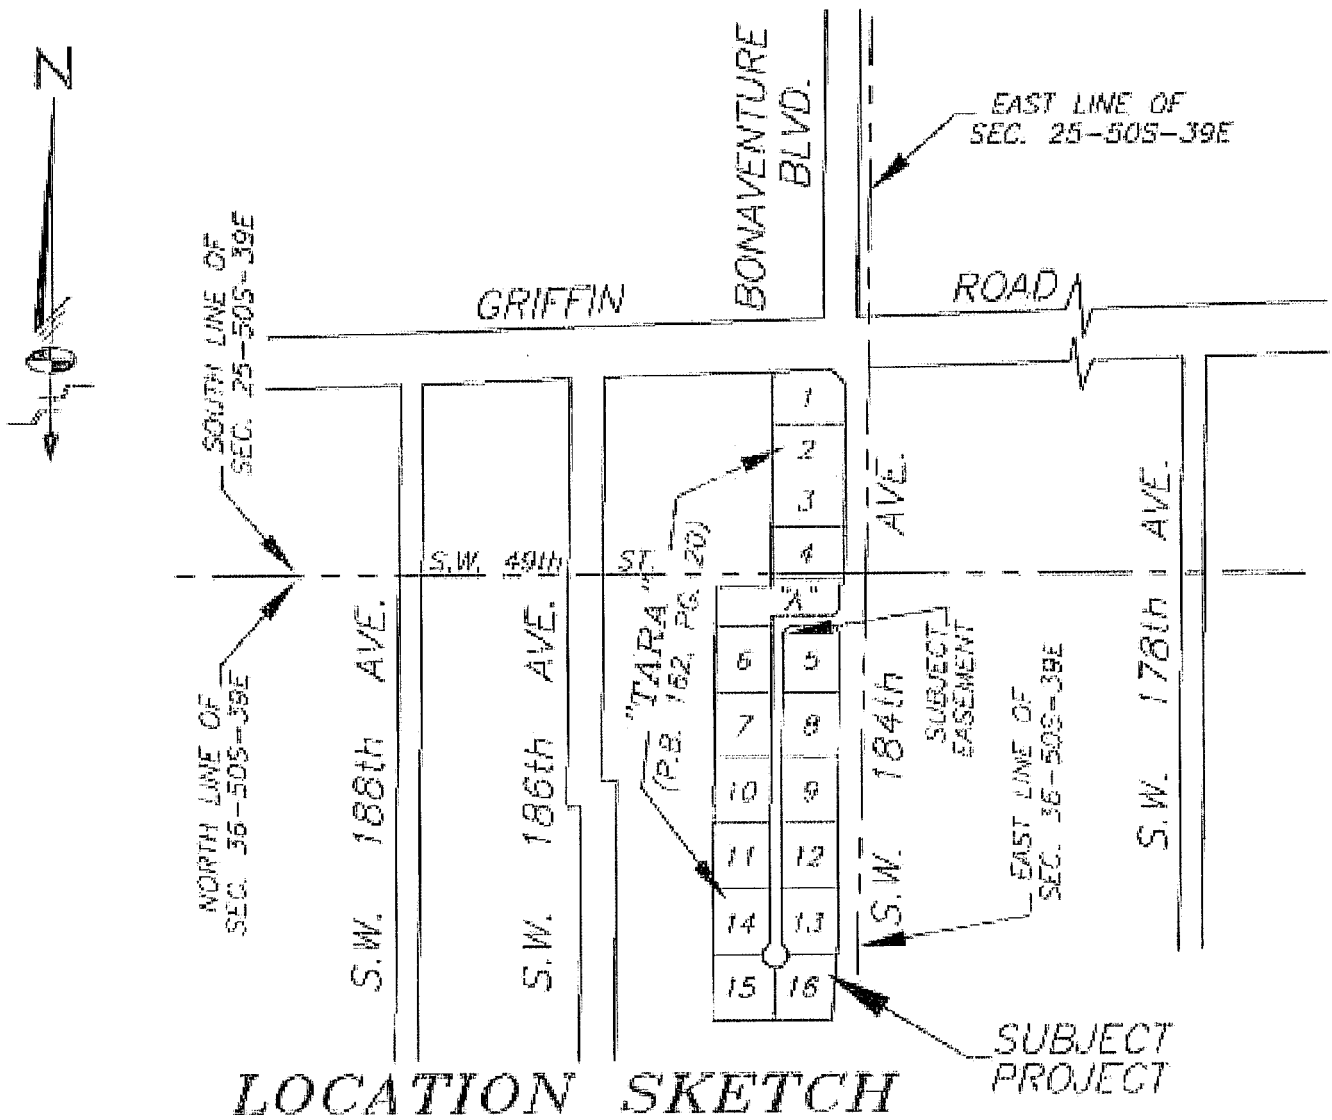 N
BONAVENTURE
BLVD.
EAST LINE OF
SEC. 25-50S-39E
SOUTH LINE OF
SEC. 25-50S-39E
GRIFFIN
ROAD
1
2
3
4
"A"
6
5
7
8
10
9
11
12
14
13
15
16
S.W. 49th ST.
"TARA"
(P.B. 162, PG. 120)
NORTH LINE OF
SEC. 36-50S-39E
S.W. 188th AVE.
S.W. 186th AVE.
S.W. 184th AVE.
SUBJECT
EASEMENT
EAST LINE OF
SEC. 36-50S-39E
S.W. 178th AVE.
SUBJECT
PROJECT
LOCATION SKETCH